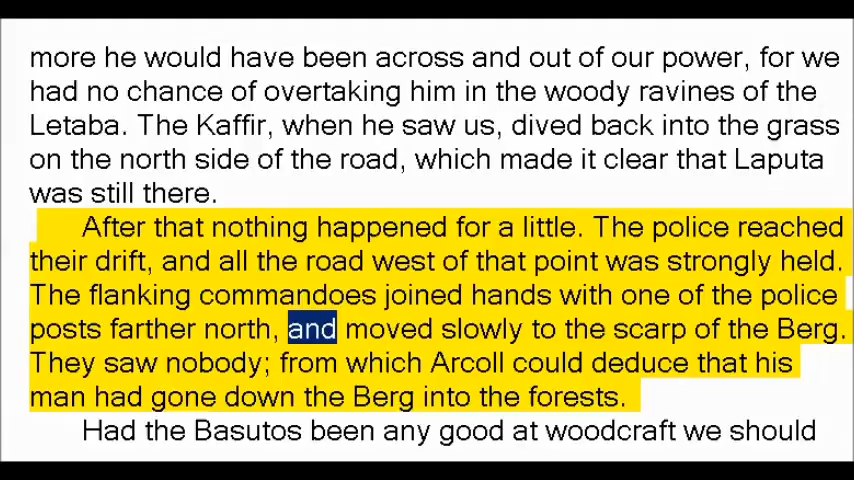 more he would have been across and out of our power, for we
had no chance of overtaking him in the woody ravines of the
Letaba. The Kaffir, when he saw us, dived back into the grass
on the north side of the road, which made it clear that Laputa
was still there.
After that nothing happened for a little. The police reached
their drift, and all the road west of that point was strongly held.
The flanking commandoes joined hands with one of the police
posts farther north, and moved slowly to the scarp of the Berg.
They saw nobody; from which Arcoll could deduce that his
man had gone down the Berg into the forests.
Had the Basutos been any good at woodcraft we should